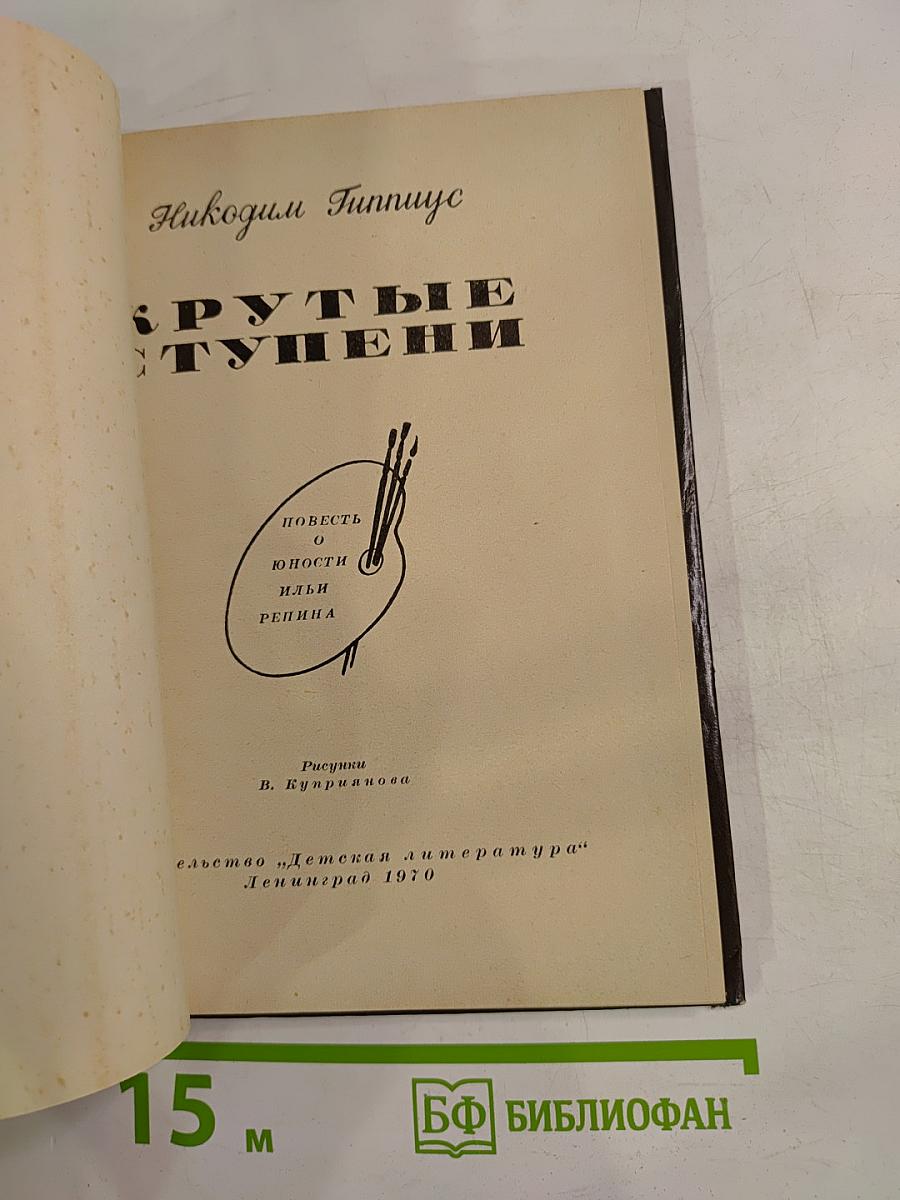 Никодим Гиппиус
КРУТЫЕ
СТУПЕНИ
ПОВЕСТЬ
О
ЮНОСТИ
ИЛЬИ
РЕПИНА
Рисунки
В. Куприянова
ельство „Детская литература“
Ленинград 1970
15 м
БФ БИБЛИОФАН